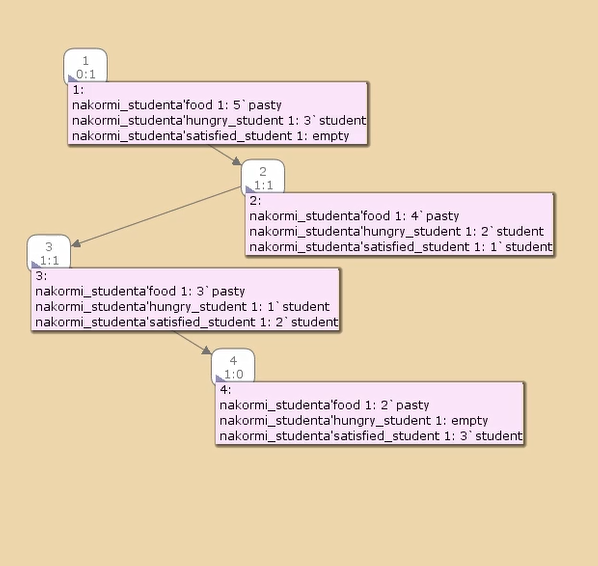 1
0:1
1:
nakormi_studenta'food 1: 5`pasty
nakormi_studenta'hungry_student 1: 3`student
nakormi_studenta'satisfied_student 1: empty
2
1:1
2:
nakormi_studenta'food 1: 4`pasty
nakormi_studenta'hungry_student 1: 2`student
nakormi_studenta'satisfied_student 1: 1`student
3
1:1
3:
nakormi_studenta'food 1: 3`pasty
nakormi_studenta'hungry_student 1: 1`student
nakormi_studenta'satisfied_student 1: 2`student
4
1:0
4:
nakormi_studenta'food 1: 2`pasty
nakormi_studenta'hungry_student 1: empty
nakormi_studenta'satisfied_student 1: 3`student